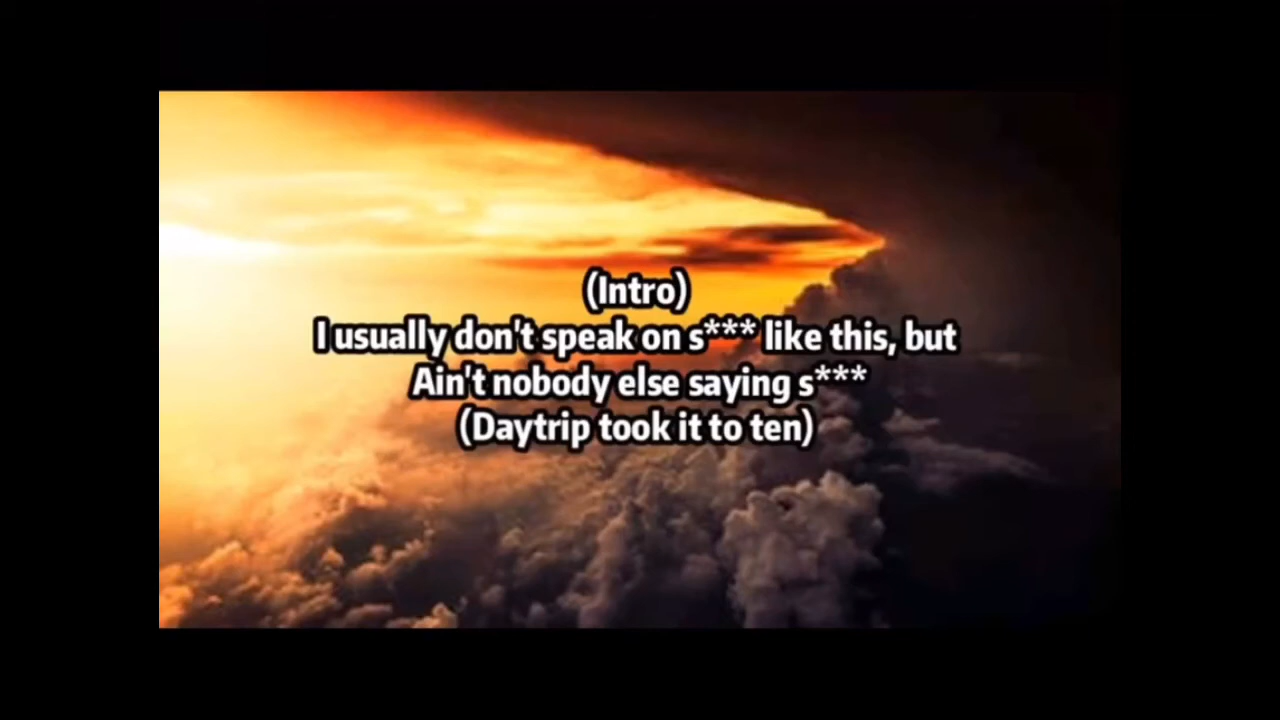 (Intro)
I usually don't speak on s*** like this, but
Ain't nobody else saying s***
(Daytrip took it to ten)